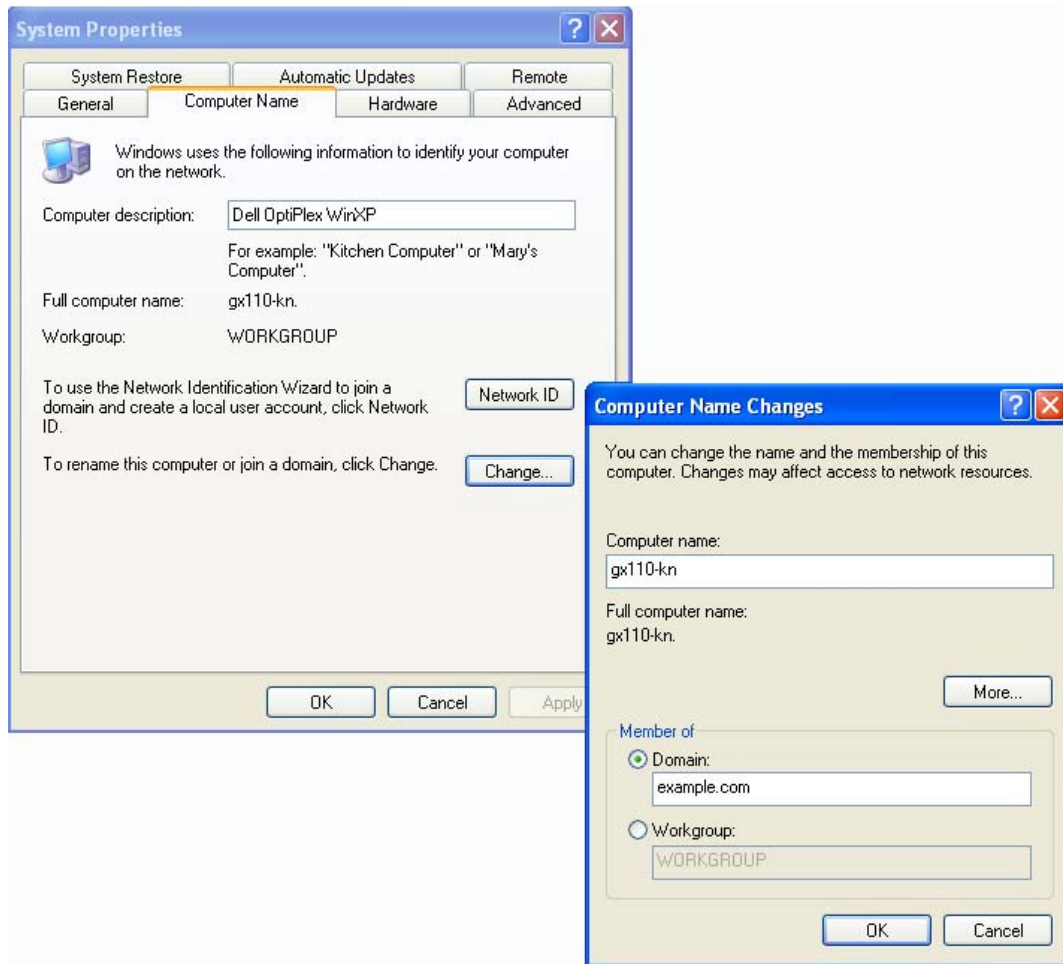 System Properties
System Restore
Automatic Updates
Remote
General
Computer Name
Hardware
Advanced
Windows uses the following information to identify your computer
on the network.
Computer description:
Dell OptiPlex WinXP
For example: "Kitchen Computer" or "Mary's
Computer".
Full computer name:
gx110-kn.
Workgroup:
WORKGROUP
To use the Network Identification Wizard to join a
domain and create a local user account, click Network
ID.
Network ID
To rename this computer or join a domain, click Change.
Change...
OK
Cancel
Apply
Computer Name Changes
You can change the name and the membership of this
computer. Changes may affect access to network resources.
Computer name:
gx110-kn
Full computer name:
gx110-kn.
More...
Member of
Domain:
example.com
Workgroup:
WORKGROUP
OK
Cancel